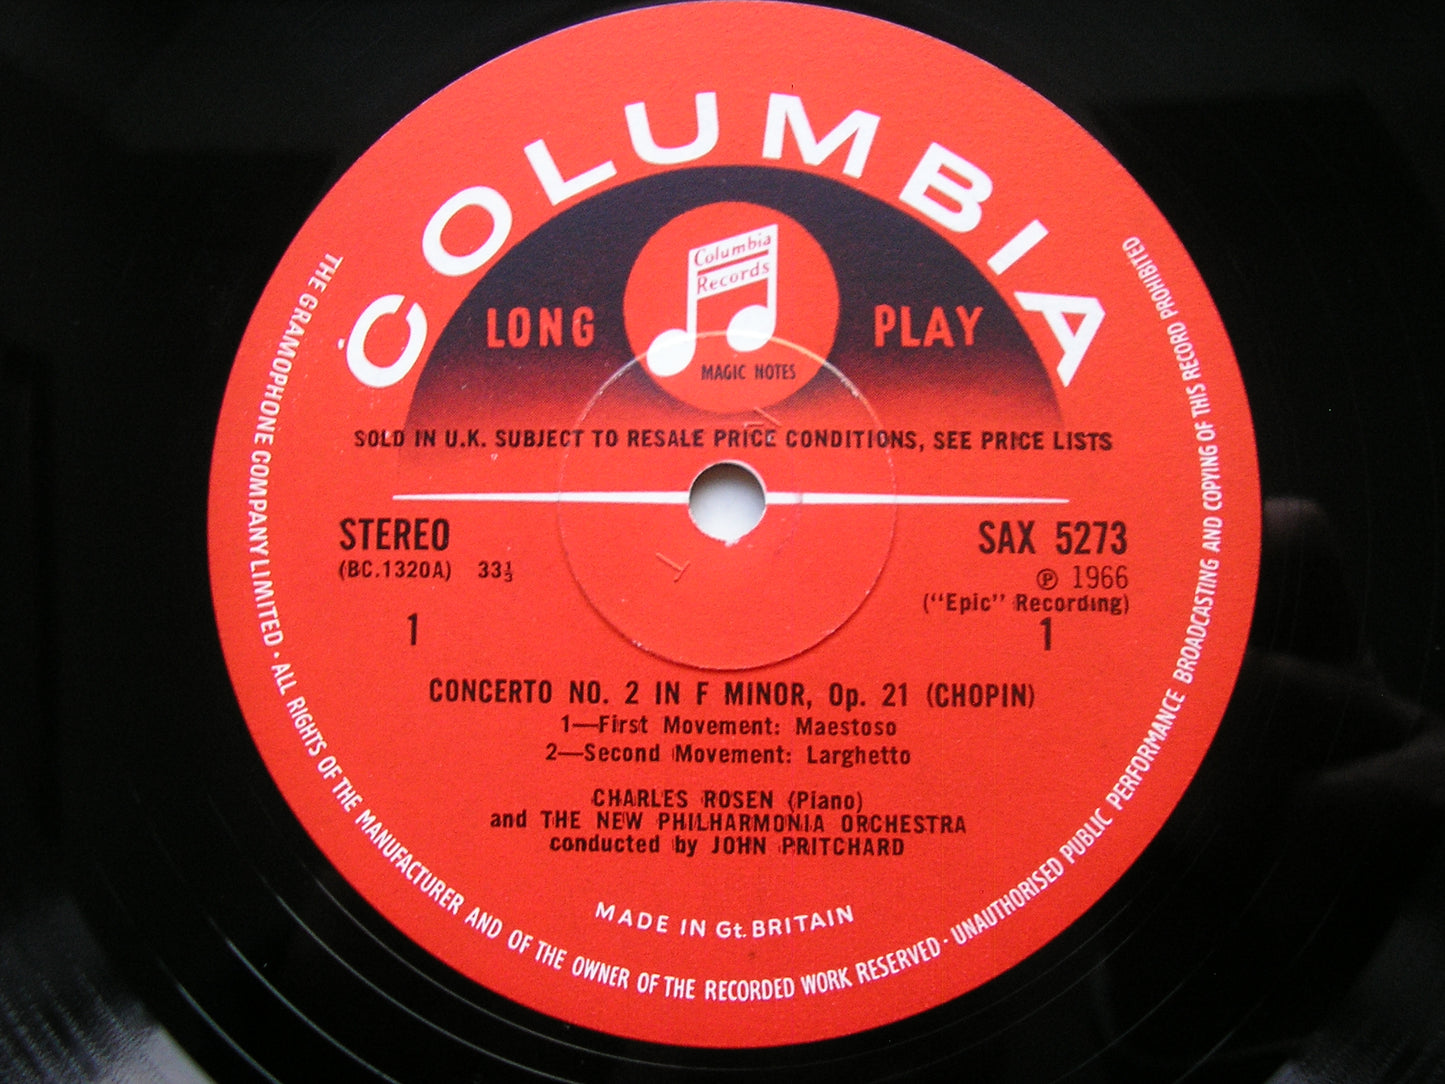 COLUMBIA
Columbia
Records
LONG PLAY
MAGIC NOTES
SOLD IN U.K. SUBJECT TO RESALE PRICE CONDITIONS, SEE PRICE LISTS
STEREO
(BC.1320A) 33⅓
1
SAX 5273
℗ 1966
("Epic" Recording)
1
CONCERTO NO. 2 IN F MINOR, Op. 21 (CHOPIN)
1—First Movement: Maestoso
2—Second Movement: Larghetto
CHARLES ROSEN (Piano)
and THE NEW PHILHARMONIA ORCHESTRA
conducted by JOHN PRITCHARD
MADE IN Gt. BRITAIN
THE GRAMOPHONE COMPANY LIMITED · ALL RIGHTS OF THE MANUFACTURER AND OF THE OWNER OF THE RECORDED WORK RESERVED · UNAUTHORISED PUBLIC PERFORMANCE BROADCASTING AND COPYING OF THIS RECORD PROHIBITED